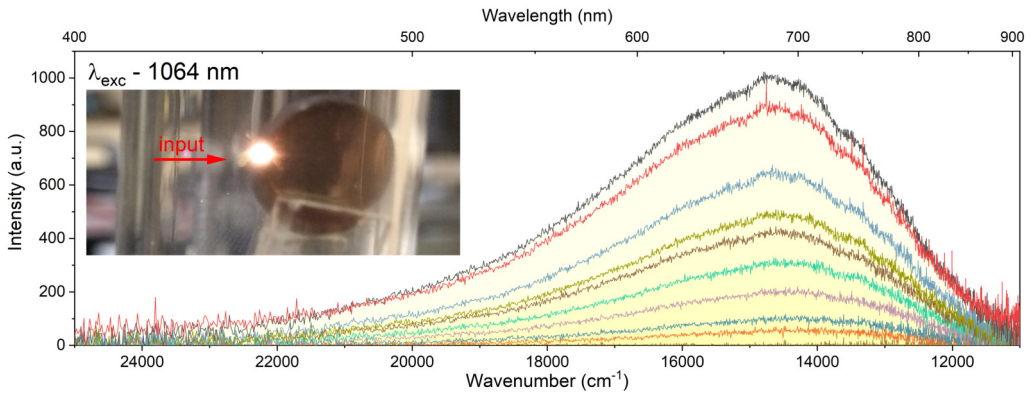 Wavelength (nm)
400 500 600 700 800 900
λexc - 1064 nm
input
Intensity (a.u.)
1000
800
600
400
200
0
24000 22000 20000 18000 16000 14000 12000
Wavenumber (cm⁻¹)